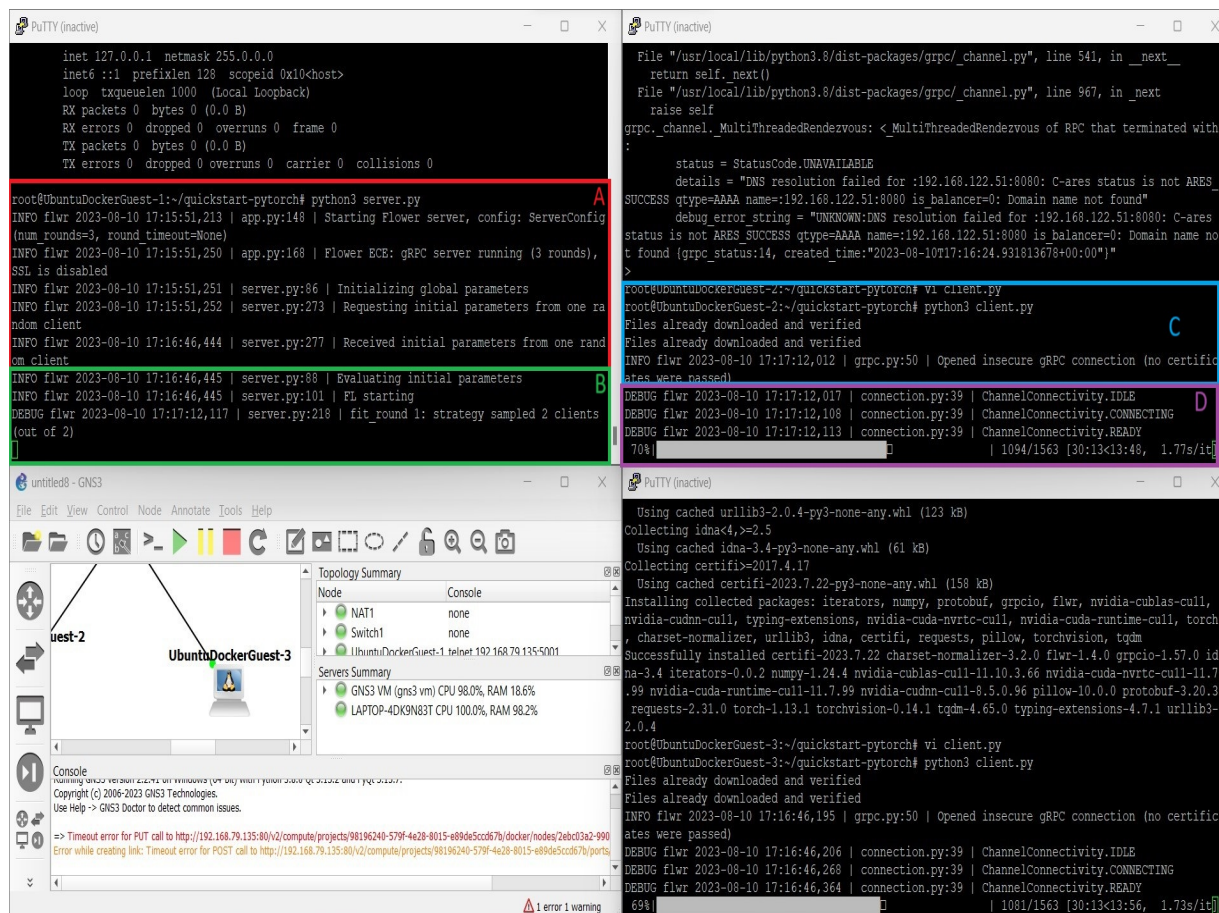 PuTTY (inactive)
inet 127.0.0.1 netmask 255.0.0.0
inet6 ::1 prefixlen 128 scopeid 0x10<host>
loop txqueuelen 1000 (Local Loopback)
RX packets 0 bytes 0 (0.0 B)
RX errors 0 dropped 0 overruns 0 frame 0
TX packets 0 bytes 0 (0.0 B)
TX errors 0 dropped 0 overruns 0 carrier 0 collisions 0
A
root@UbuntuDockerGuest-1:~/quickstart-pytorch# python3 server.py
INFO flwr 2023-08-10 17:15:51,213 | app.py:148 | Starting Flower server, config: ServerConfig
(num_rounds=3, round_timeout=None)
INFO flwr 2023-08-10 17:15:51,250 | app.py:168 | Flower ECE: gRPC server running (3 rounds),
SSL is disabled
INFO flwr 2023-08-10 17:15:51,251 | server.py:86 | Initializing global parameters
INFO flwr 2023-08-10 17:15:51,252 | server.py:273 | Requesting initial parameters from one ra
ndom client
INFO flwr 2023-08-10 17:16:46,444 | server.py:277 | Received initial parameters from one rand
om client
INFO flwr 2023-08-10 17:16:46,445 | server.py:88 | Evaluating initial parameters
B
INFO flwr 2023-08-10 17:16:46,445 | server.py:101 | FL starting
DEBUG flwr 2023-08-10 17:17:12,117 | server.py:218 | fit_round 1: strategy sampled 2 clients
(out of 2)
PuTTY (inactive)
File "/usr/local/lib/python3.8/dist-packages/grpc/_channel.py", line 541, in __next__
return self._next()
File "/usr/local/lib/python3.8/dist-packages/grpc/_channel.py", line 967, in _next
raise self
grpc._channel._MultiThreadedRendezvous: <_MultiThreadedRendezvous of RPC that terminated with
:
status = StatusCode.UNAVAILABLE
details = "DNS resolution failed for :192.168.122.51:8080: C-ares status is not ARES_
SUCCESS qtype=AAAA name=:192.168.122.51:8080 is_balancer=0: Domain name not found"
debug_error_string = "UNKNOWN:DNS resolution failed for :192.168.122.51:8080: C-ares
status is not ARES_SUCCESS qtype=AAAA name=:192.168.122.51:8080 is_balancer=0: Domain name no
t found {grpc_status:14, created_time:"2023-08-10T17:16:24.931813678+00:00"}"
>
root@UbuntuDockerGuest-2:~/quickstart-pytorch# vi client.py
root@UbuntuDockerGuest-2:~/quickstart-pytorch# python3 client.py
Files already downloaded and verified
C
Files already downloaded and verified
INFO flwr 2023-08-10 17:17:12,012 | grpc.py:50 | Opened insecure gRPC connection (no certific
ates were passed)
DEBUG flwr 2023-08-10 17:17:12,017 | connection.py:39 | ChannelConnectivity.IDLE
D
DEBUG flwr 2023-08-10 17:17:12,108 | connection.py:39 | ChannelConnectivity.CONNECTING
DEBUG flwr 2023-08-10 17:17:12,113 | connection.py:39 | ChannelConnectivity.READY
70%| | 1094/1563 [30:13<13:48, 1.77s/it]
untitled8 - GNS3
File Edit View Control Node Annotate Tools Help
uest-2
UbuntuDockerGuest-3
Topology Summary
Node Console
NAT1 none
Switch1 none
UbuntuDockerGuest-1 telnet 192.168.79.135:5001
Servers Summary
GNS3 VM (gns3 vm) CPU 98.0%, RAM 18.6%
LAPTOP-4DK9N83T CPU 100.0%, RAM 98.2%
Console
Running GNS3 version 2.2.41 on Windows (64-bit) with Python 3.8.6 Qt 5.15.2 and PyQt 5.15.7.
Copyright (c) 2006-2023 GNS3 Technologies.
Use Help -> GNS3 Doctor to detect common issues.
=> Timeout error for PUT call to http://192.168.79.135:80/v2/compute/projects/98196240-579f-4e28-8015-e89de5ccd67b/docker/nodes/2ebc03a2-990
Error while creating link: Timeout error for POST call to http://192.168.79.135:80/v2/compute/projects/98196240-579f-4e28-8015-e89de5ccd67b/ports/
1 error 1 warning
PuTTY (inactive)
Using cached urllib3-2.0.4-py3-none-any.whl (123 kB)
Collecting idna<4,>=2.5
Using cached idna-3.4-py3-none-any.whl (61 kB)
Collecting certifi>=2017.4.17
Using cached certifi-2023.7.22-py3-none-any.whl (158 kB)
Installing collected packages: iterators, numpy, protobuf, grpcio, flwr, nvidia-cublas-cu11,
nvidia-cudnn-cu11, typing-extensions, nvidia-cuda-nvrtc-cu11, nvidia-cuda-runtime-cu11, torch
, charset-normalizer, urllib3, idna, certifi, requests, pillow, torchvision, tqdm
Successfully installed certifi-2023.7.22 charset-normalizer-3.2.0 flwr-1.4.0 grpcio-1.57.0 id
na-3.4 iterators-0.0.2 numpy-1.24.4 nvidia-cublas-cu11-11.10.3.66 nvidia-cuda-nvrtc-cu11-11.7
.99 nvidia-cuda-runtime-cu11-11.7.99 nvidia-cudnn-cu11-8.5.0.96 pillow-10.0.0 protobuf-3.20.3
requests-2.31.0 torch-1.13.1 torchvision-0.14.1 tqdm-4.65.0 typing-extensions-4.7.1 urllib3-
2.0.4
root@UbuntuDockerGuest-3:~/quickstart-pytorch# vi client.py
root@UbuntuDockerGuest-3:~/quickstart-pytorch# python3 client.py
Files already downloaded and verified
Files already downloaded and verified
INFO flwr 2023-08-10 17:16:46,195 | grpc.py:50 | Opened insecure gRPC connection (no certific
ates were passed)
DEBUG flwr 2023-08-10 17:16:46,206 | connection.py:39 | ChannelConnectivity.IDLE
DEBUG flwr 2023-08-10 17:16:46,268 | connection.py:39 | ChannelConnectivity.CONNECTING
DEBUG flwr 2023-08-10 17:16:46,364 | connection.py:39 | ChannelConnectivity.READY
69%| | 1081/1563 [30:13<13:56, 1.73s/it]